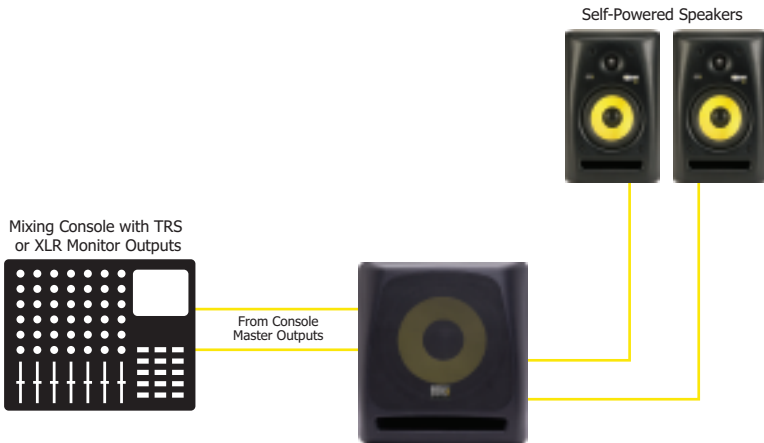 Self-Powered Speakers
Mixing Console with TRS
or XLR Monitor Outputs
From Console
Master Outputs